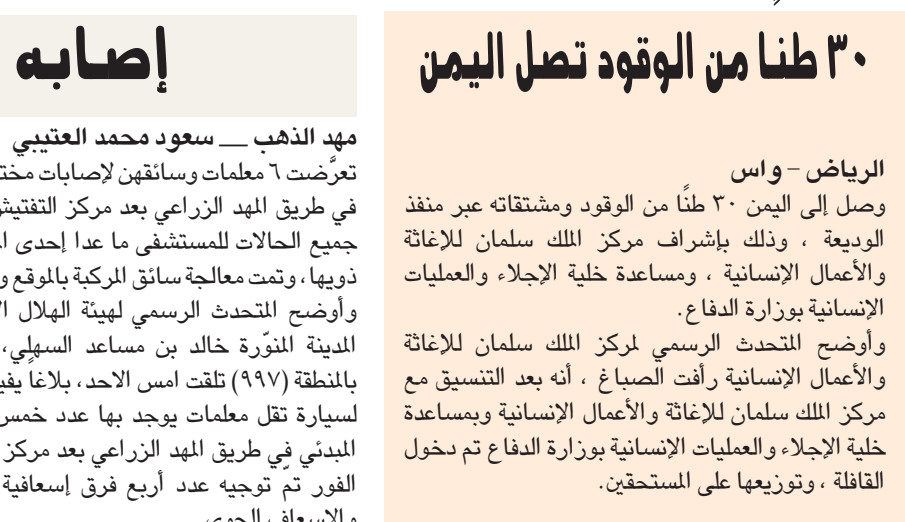 ٣٠ طنا من الوقود تصل اليمن
الرياض – واس
وصل إلى اليمن ٣٠ طناً من الوقود ومشتقاته عبر منفذ
الوديعة ، وذلك بإشراف مركز الملك سلمان للإغاثة
والأعمال الإنسانية ، ومساعدة خلية الإجلاء والعمليات
الإنسانية بوزارة الدفاع.
وأوضح المتحدث الرسمي لمركز الملك سلمان للإغاثة
والأعمال الإنسانية رأفت الصباغ ، أنه بعد التنسيق مع
مركز الملك سلمان للإغاثة والأعمال الإنسانية وبمساعدة
خلية الإجلاء والعمليات الإنسانية بوزارة الدفاع تم دخول
القافلة ، وتوزيعها على المستحقين.
إصابه
مهد الذهب __ سعود محمد العتيبي
تعرَّضت ٦ معلمات وسائقهن لإصابات
في طريق المهد الزراعي بعد مركز التفتيش
جميع الحالات للمستشفى ما عدا إحدى
ذويها ، وتمت معالجة سائق المركبة بالموقع
وأوضح المتحدث الرسمي لهيئة الهلال
المدينة المنوّرة خالد بن مساعد السهلي،
بالمنطقة (٩٩٧) تلقت امس الاحد، بلاغاً
لسيارة تقل معلمات يوجد بها عدد خمس
المبدئي في طريق المهد الزراعي بعد مركز
الفور تمّ توجيه عدد أربع فرق إسعافية
والإسعاف الجوي